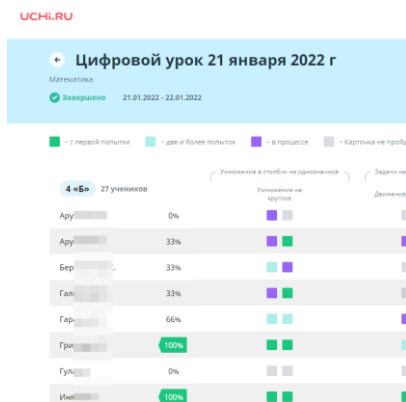 UCHi.RU
Цифровой урок 21 января 2022 г
Математика
Завершено 21.01.2022 - 22.01.2022
– с первой попытки – две и более попыток – в процессе – Карточка не пройд
Умножение в столбик на однозначное Задачи на
4 «Б» 27 учеников Умножение на круглое Движение
Ару 0%
Ару 33%
Бер 33%
Гал 33%
Гар 66%
Гри 100%
Гуль 0%
Иня 100%